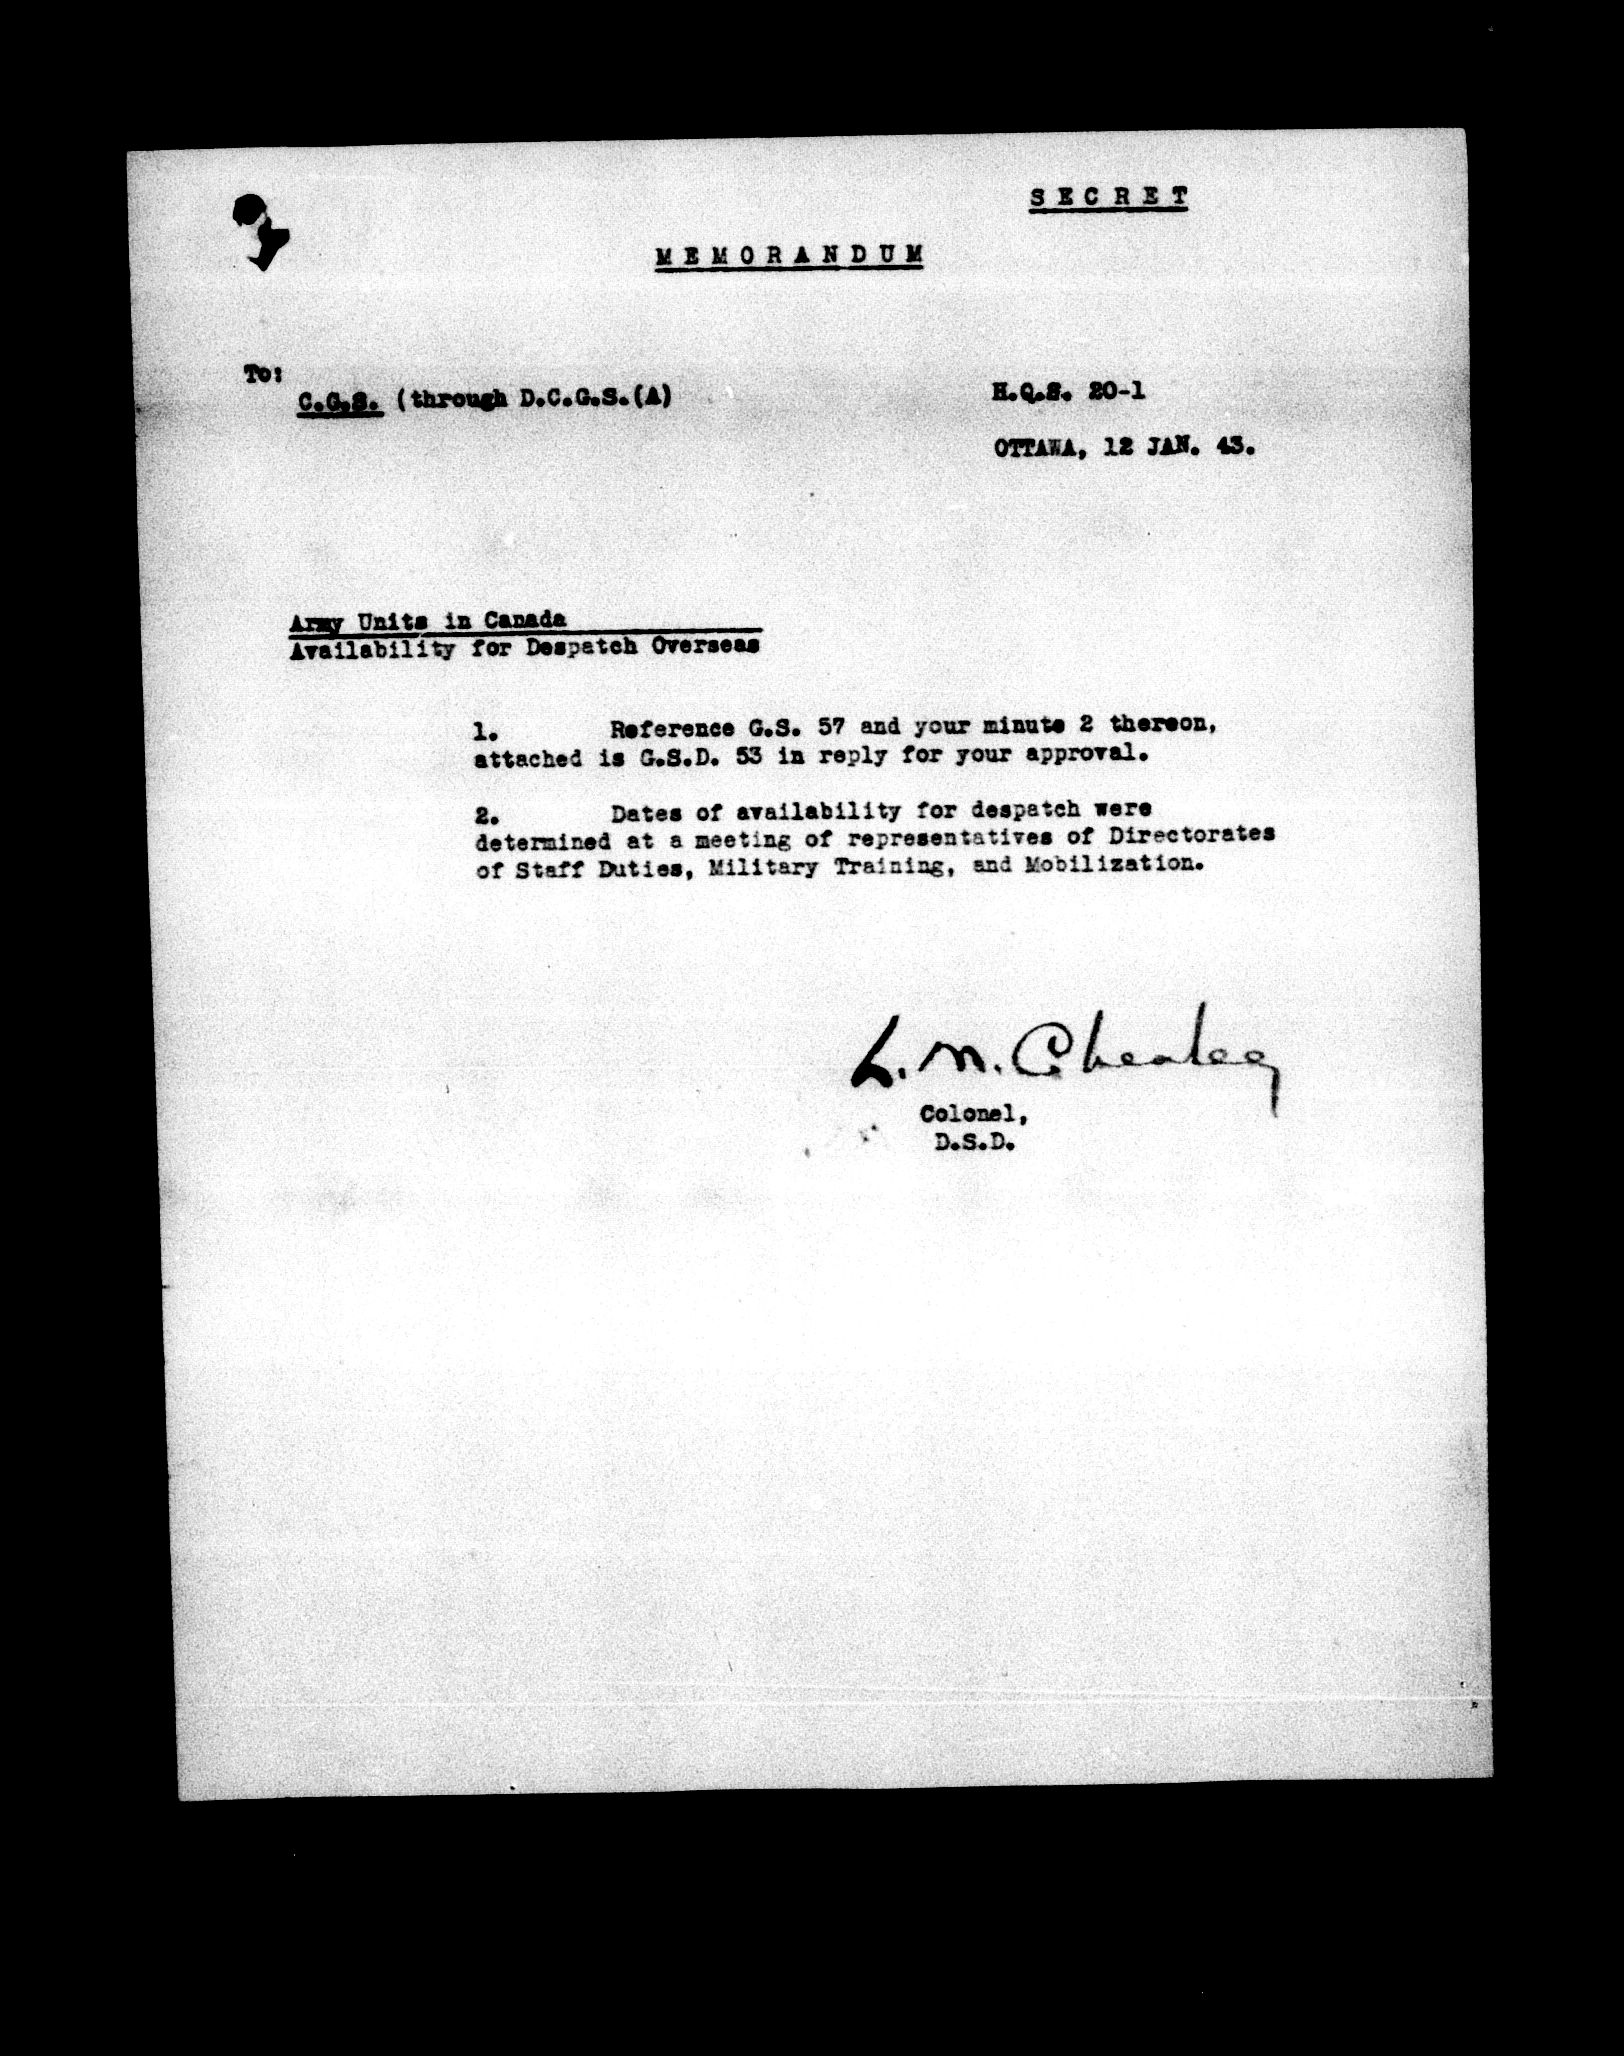 S E C R E T
M E M O R A N D U M
To:
C.G.S. (through D.C.G.S.(A)
H.Q.S. 20-1
OTTAWA, 12 JAN. 43.
Army Units in Canada
Availability for Despatch Overseas
1. Reference G.S. 57 and your minute 2 thereon,
attached is G.S.D. 53 in reply for your approval.
2. Dates of availability for despatch were
determined at a meeting of representatives of Directorates
of Staff Duties, Military Training, and Mobilization.
L. M. Chesley
Colonel,
D.S.D.